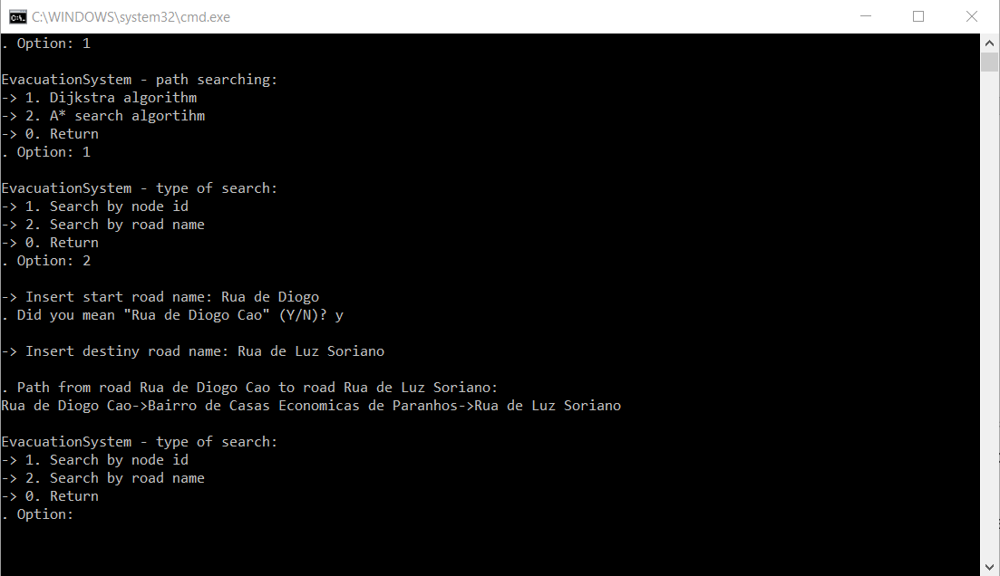 C:\WINDOWS\system32\cmd.exe
. Option: 1
EvacuationSystem - path searching:
-> 1. Dijkstra algorithm
-> 2. A* search algortihm
-> 0. Return
. Option: 1
EvacuationSystem - type of search:
-> 1. Search by node id
-> 2. Search by road name
-> 0. Return
. Option: 2
-> Insert start road name: Rua de Diogo
. Did you mean "Rua de Diogo Cao" (Y/N)? y
-> Insert destiny road name: Rua de Luz Soriano
. Path from road Rua de Diogo Cao to road Rua de Luz Soriano:
Rua de Diogo Cao->Bairro de Casas Economicas de Paranhos->Rua de Luz Soriano
EvacuationSystem - type of search:
-> 1. Search by node id
-> 2. Search by road name
-> 0. Return
. Option: